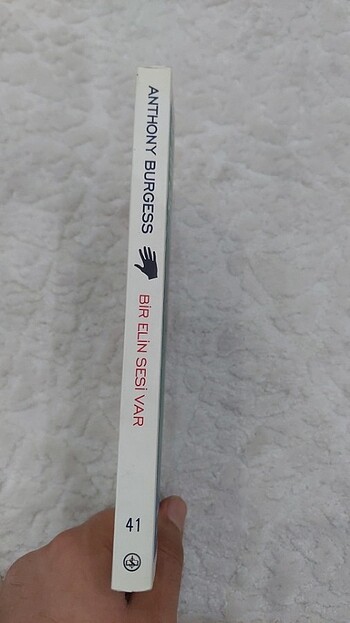 ANTHONY BURGESS
BİR ELİN SESİ VAR
41